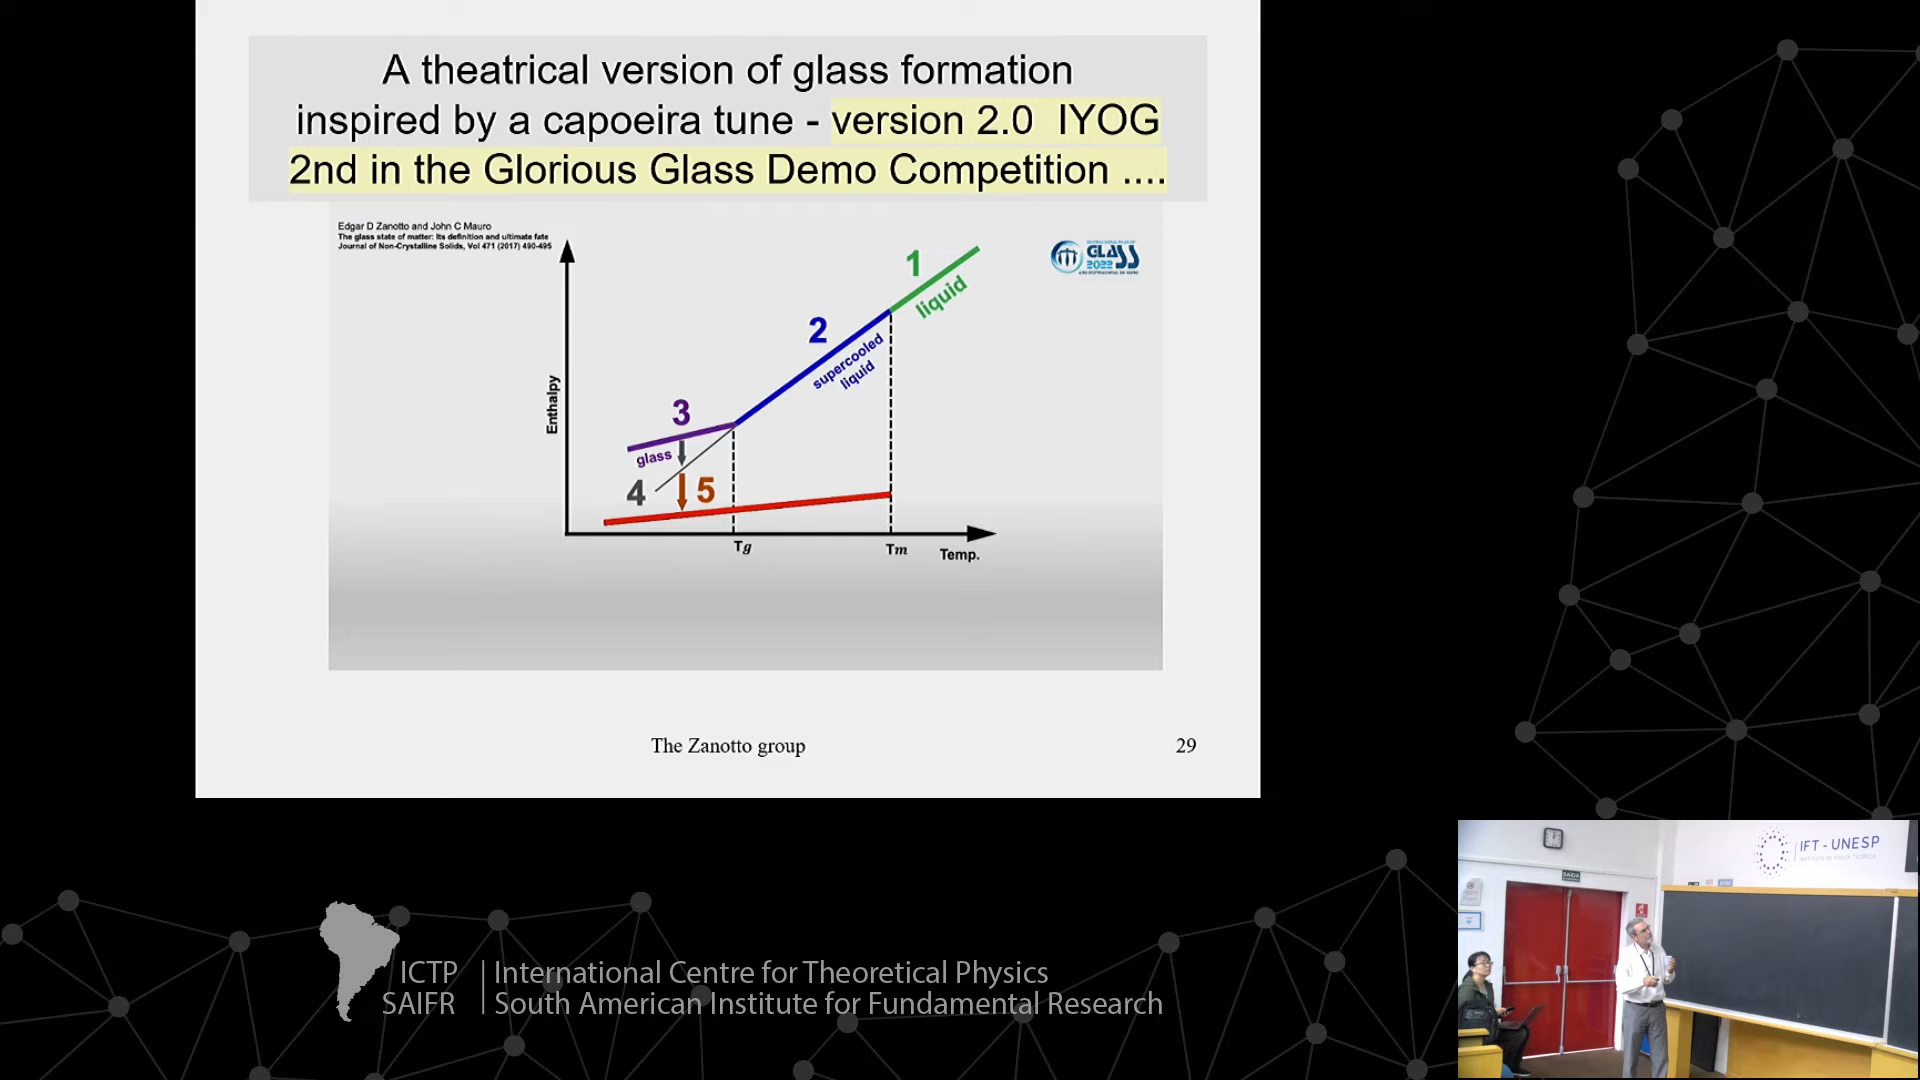 A theatrical version of glass formation
inspired by a capoeira tune - version 2.0 IYOG
2nd in the Glorious Glass Demo Competition ....
Edgar D Zanotto and John C Mauro
The glass state of matter: Its definition and ultimate fate
Journal of Non-Crystalline Solids, Vol 471 (2017) 490-495
GLASS
2022
1
liquid
2
supercooled
liquid
3
glass
4
5
Enthalpy
Tg
Tm
Temp.
The Zanotto group
29
IFT - UNESP
SAÍDA
ICTP
SAIFR
International Centre for Theoretical Physics
South American Institute for Fundamental Research